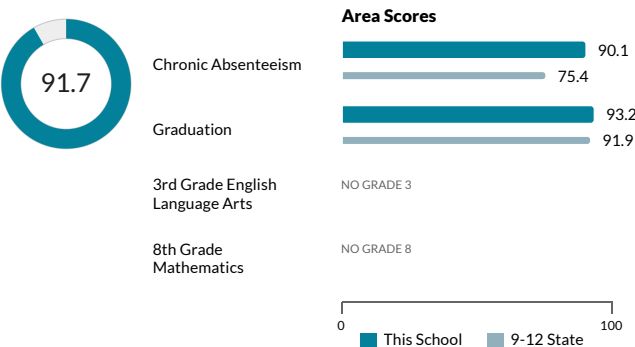 Area Scores
91.7
Chronic Absenteeism
90.1
75.4
Graduation
93.2
91.9
3rd Grade English
Language Arts
NO GRADE 3
8th Grade
Mathematics
NO GRADE 8
0
100
This School
9-12 State